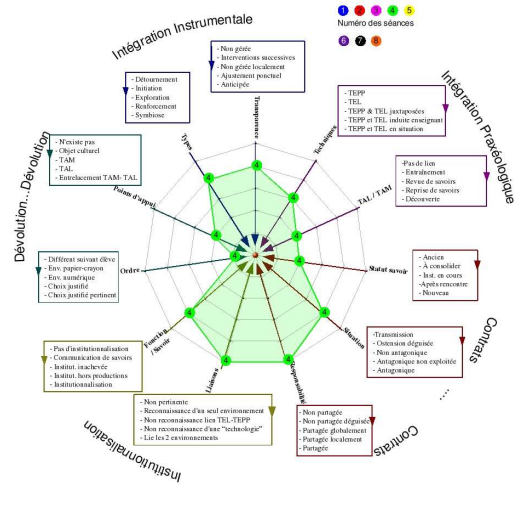 Intégration Instrumentale
1 2 3 4 5
Numéro des séances
6 7 8
- Non gérée
- Interventions successives
- Non gérée localement
- Ajustement ponctuel
- Anticipée
- Détournement
- Initiation
- Exploration
- Renforcement
- Symbiose
- TEPP
- TEL
- TEPP & TEL juxtaposées
- TEPP et TEL induite enseignant
- TEPP et TEL en situation
Intégration Praxéologique
Transparence
Types
Techniques
Dévolution...Dévolution
- N'existe pas
- Objet culturel
- TAM
- TAL
- Entrelacement TAM- TAL
-Pas de lien
- Entraînement
- Revue de savoirs
- Reprise de savoirs
- Découverte
Points d'appui
TAL / TAM
4
4
4
4
4
- Différent suivant élève
- Env. papier-crayon
- Env. numérique
- Choix justifié
- Choix justifié pertinent
Ordre
4
4
Statut savoir
- Ancien
- À consolider
- Inst. en cours
-Après rencontre
- Nouveau
4
4
Fonction
/ Savoir
Situation
- Pas d'institutionnalisation
- Communication de savoirs
- Institut. inachevée
- Institut. hors productions
- Institutionnalisation
-Transmission
- Ostension déguisée
- Non antagonique
- Antagonique non exploitée
- Antagonique
Contrats
...
Contrats
4
4
Liaisons
Responsabilité
- Non pertinente
- Reconnaissance d'un seul environnement
- Non reconnaissance lien TEL-TEPP
- Non reconnaissance d'une "technologie"
- Lie les 2 environnements
- Non partagée
- Non partagée déguisée
- Partagée globalement
- Partagée localement
- Partagée
Institutionnalisation